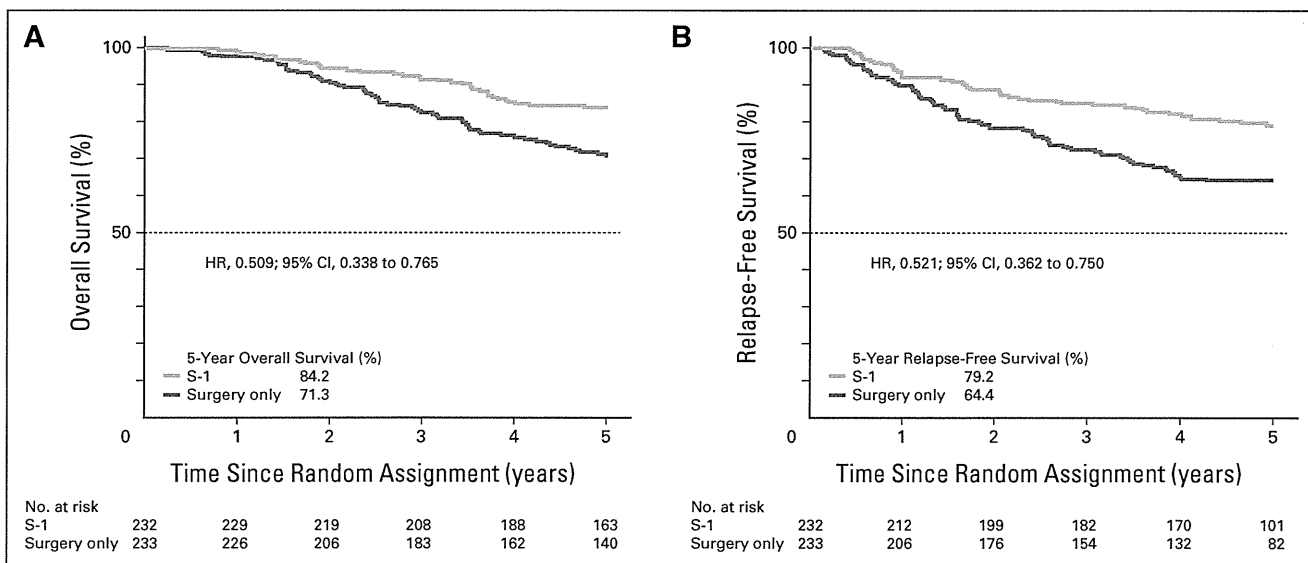 A
100
50
0
Overall Survival (%)
HR, 0.509; 95% CI, 0.338 to 0.765
5-Year Overall Survival (%)
S-1 84.2
Surgery only 71.3
1 2 3 4 5
Time Since Random Assignment (years)
No. at risk
S-1 232 229 219 208 188 163
Surgery only 233 226 206 183 162 140
B
100
50
0
Relapse-Free Survival (%)
HR, 0.521; 95% CI, 0.362 to 0.750
5-Year Relapse-Free Survival (%)
S-1 79.2
Surgery only 64.4
1 2 3 4 5
Time Since Random Assignment (years)
No. at risk
S-1 232 212 199 182 170 101
Surgery only 233 206 176 154 132 82